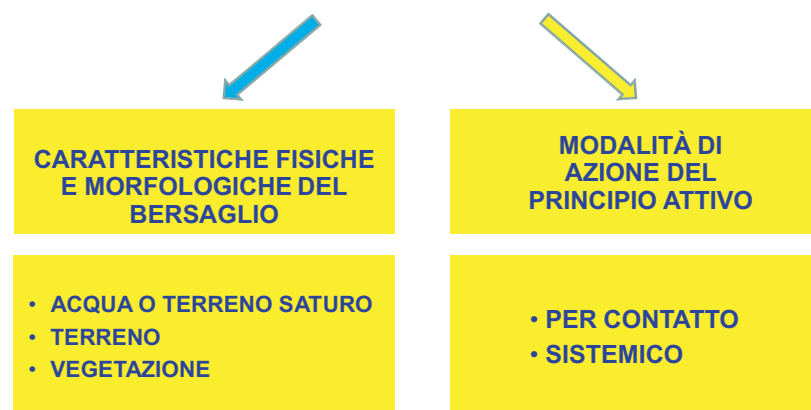 CARATTERISTICHE FISICHE
E MORFOLOGICHE DEL
BERSAGLIO
• ACQUA O TERRENO SATURO
• TERRENO
• VEGETAZIONE
MODALITÀ DI
AZIONE DEL
PRINCIPIO ATTIVO
• PER CONTATTO
• SISTEMICO